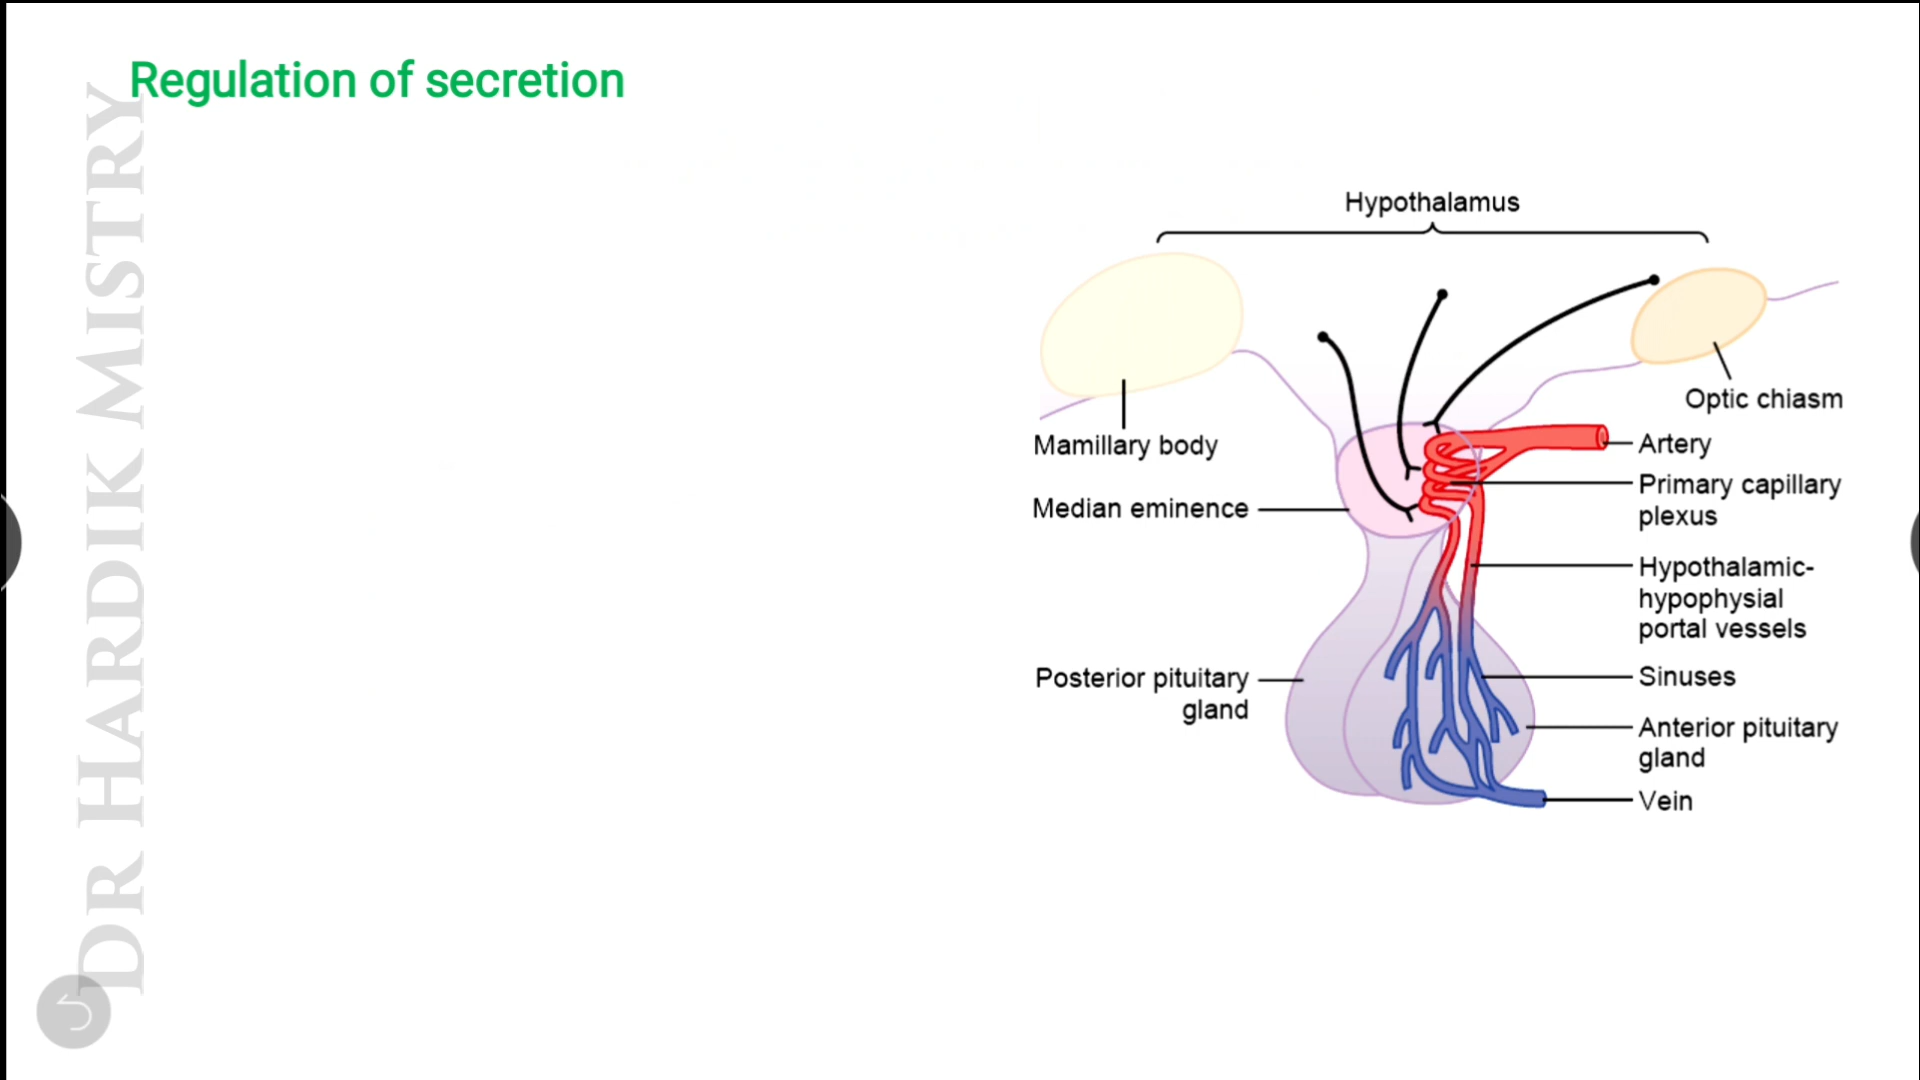 Regulation of secretion
DR HARDIK MISTRY
Hypothalamus
Optic chiasm
Mamillary body
Artery
Primary capillary
plexus
Median eminence
Hypothalamic-
hypophysial
portal vessels
Posterior pituitary
gland
Sinuses
Anterior pituitary
gland
Vein